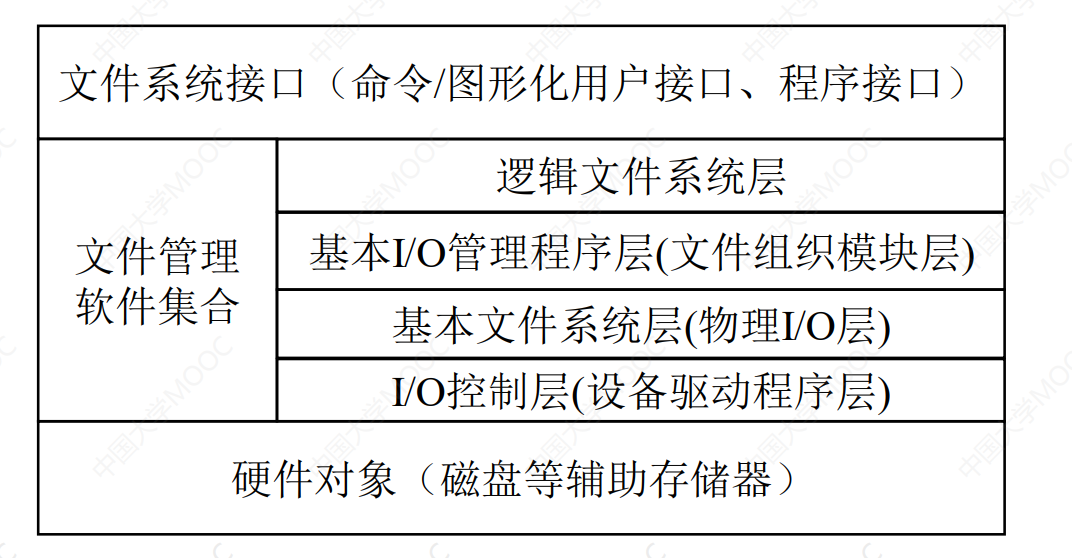 文件系统接口（命令/图形化用户接口、程序接口）
文件管理
软件集合
逻辑文件系统层
基本I/O管理程序层(文件组织模块层)
基本文件系统层(物理I/O层)
I/O控制层(设备驱动程序层)
硬件对象（磁盘等辅助存储器）
中国大学MOOC